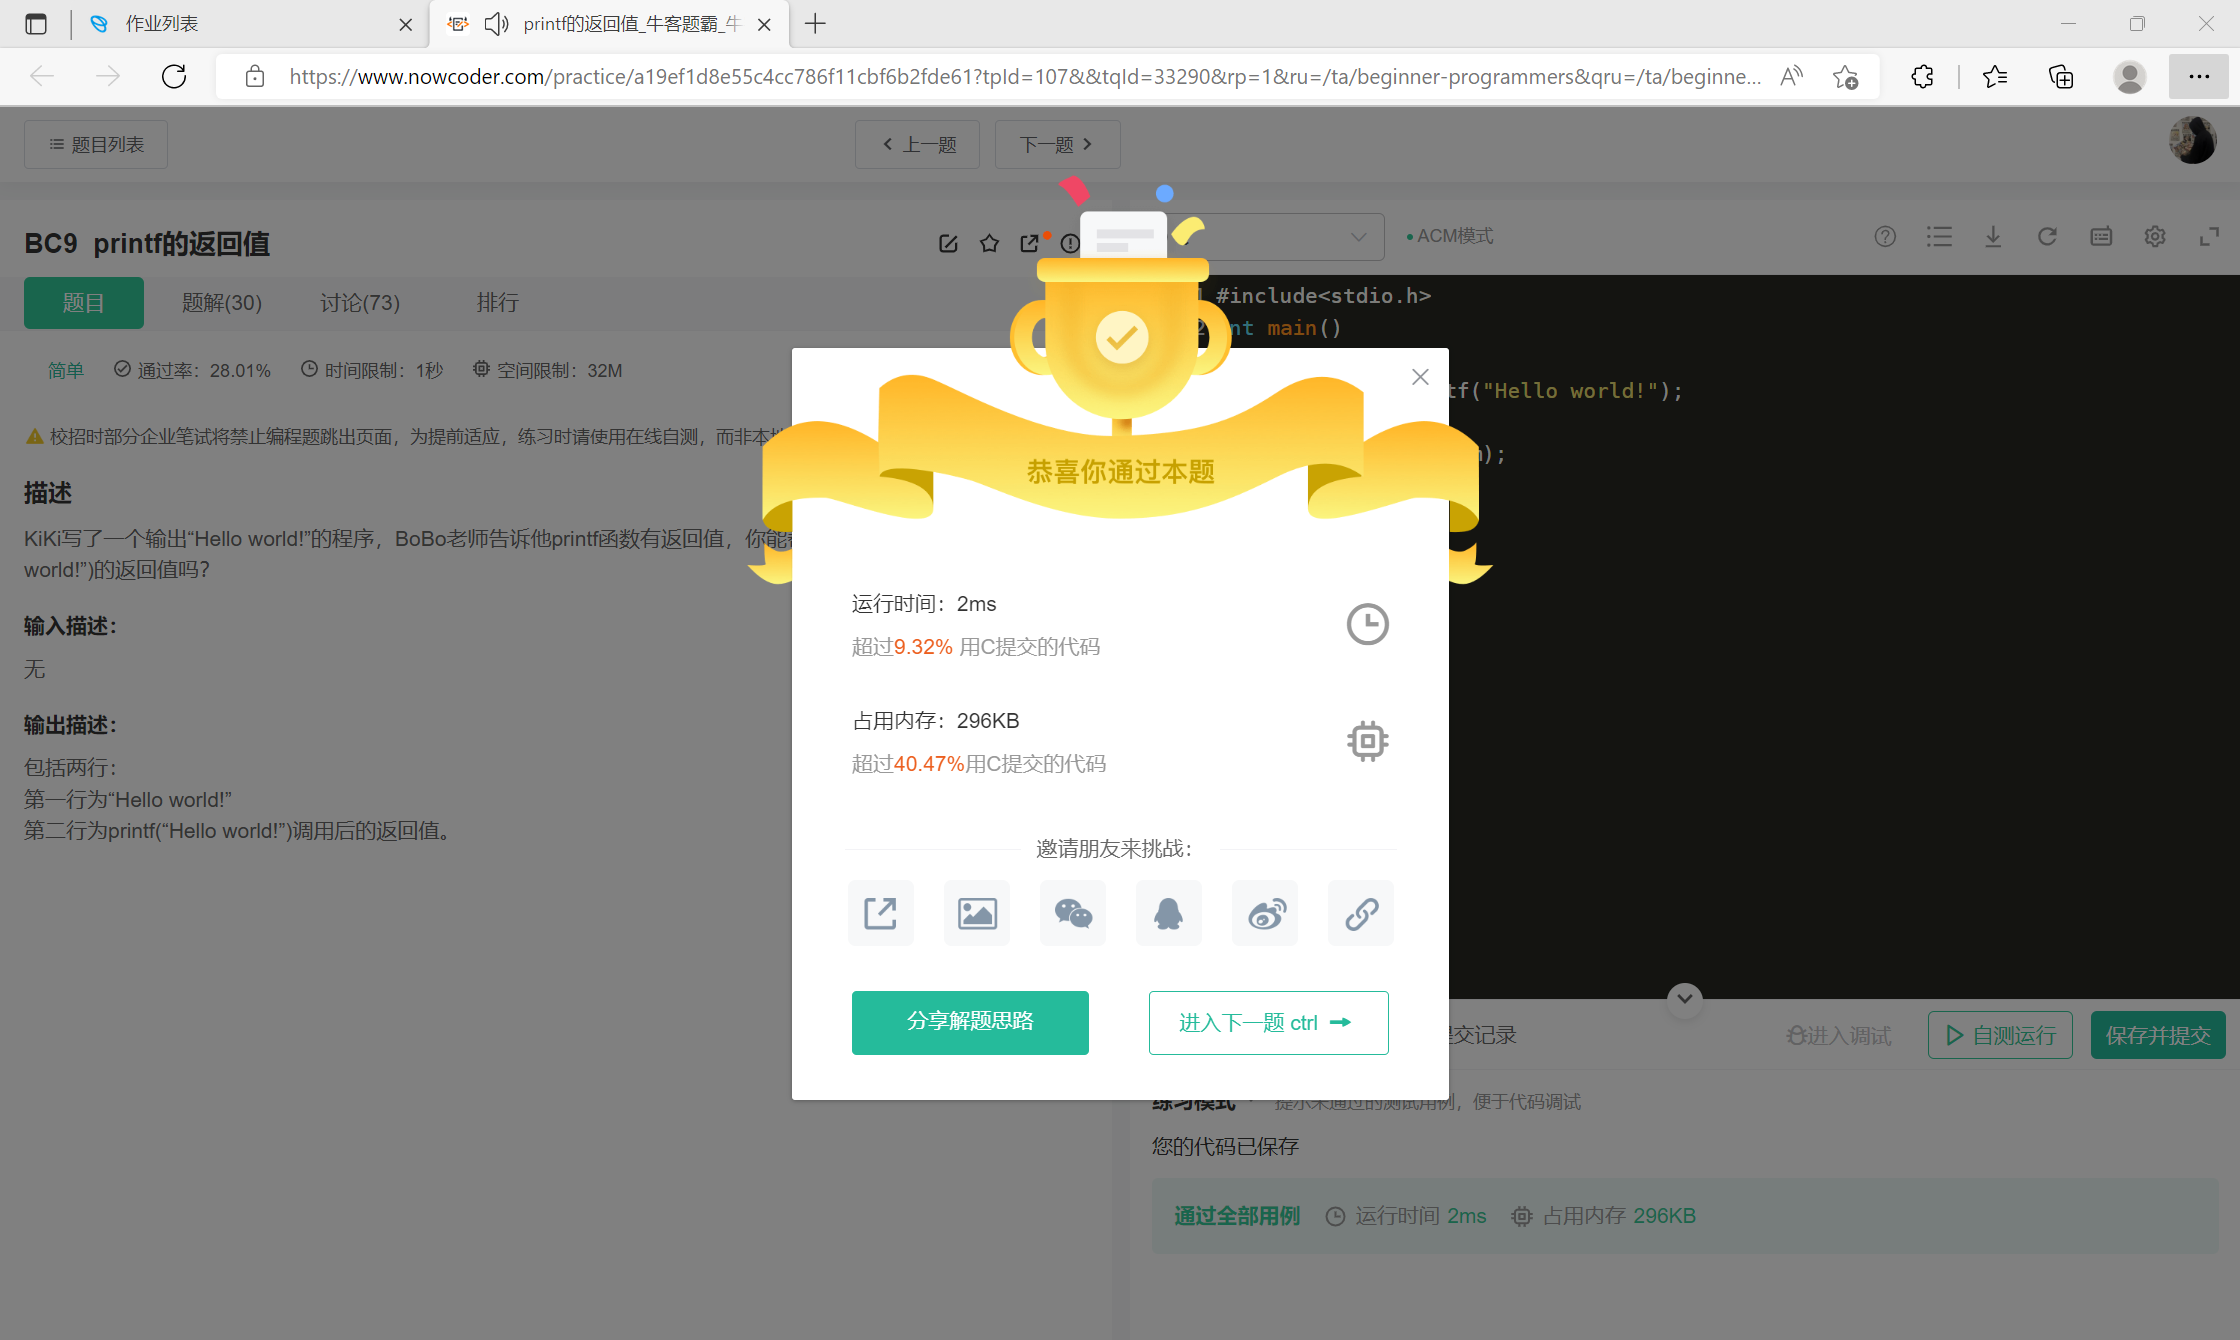 作业列表
printf的返回值_牛客题霸_牛
https://www.nowcoder.com/practice/a19ef1d8e55c4cc786f11cbf6b2fde61?tpId=107&&tqId=33290&rp=1&ru=/ta/beginner-programmers&qru=/ta/beginne...
题目列表
上一题
下一题
BC9 printf的返回值
ACM模式
题目
题解(30)
讨论(73)
排行
简单
通过率：28.01%
时间限制：1秒
空间限制：32M
校招时部分企业笔试将禁止编程题跳出页面，为提前适应，练习时请使用在线自测，而非本
描述
KiKi写了一个输出“Hello world!”的程序，BoBo老师告诉他printf函数有返回值，你能
world!”)的返回值吗?
输入描述：
无
输出描述：
包括两行：
第一行为“Hello world!”
第二行为printf(“Hello world!”)调用后的返回值。
#include<stdio.h>
2 nt main()
tf("Hello world!");
);
恭喜你通过本题
运行时间：2ms
超过9.32% 用C提交的代码
占用内存：296KB
超过40.47%用C提交的代码
邀请朋友来挑战：
分享解题思路
进入下一题 ctrl
交记录
进入调试
自测运行
保存并提交
练习模式
提示未通过的测试用例，便于代码调试
您的代码已保存
通过全部用例
运行时间 2ms
占用内存 296KB